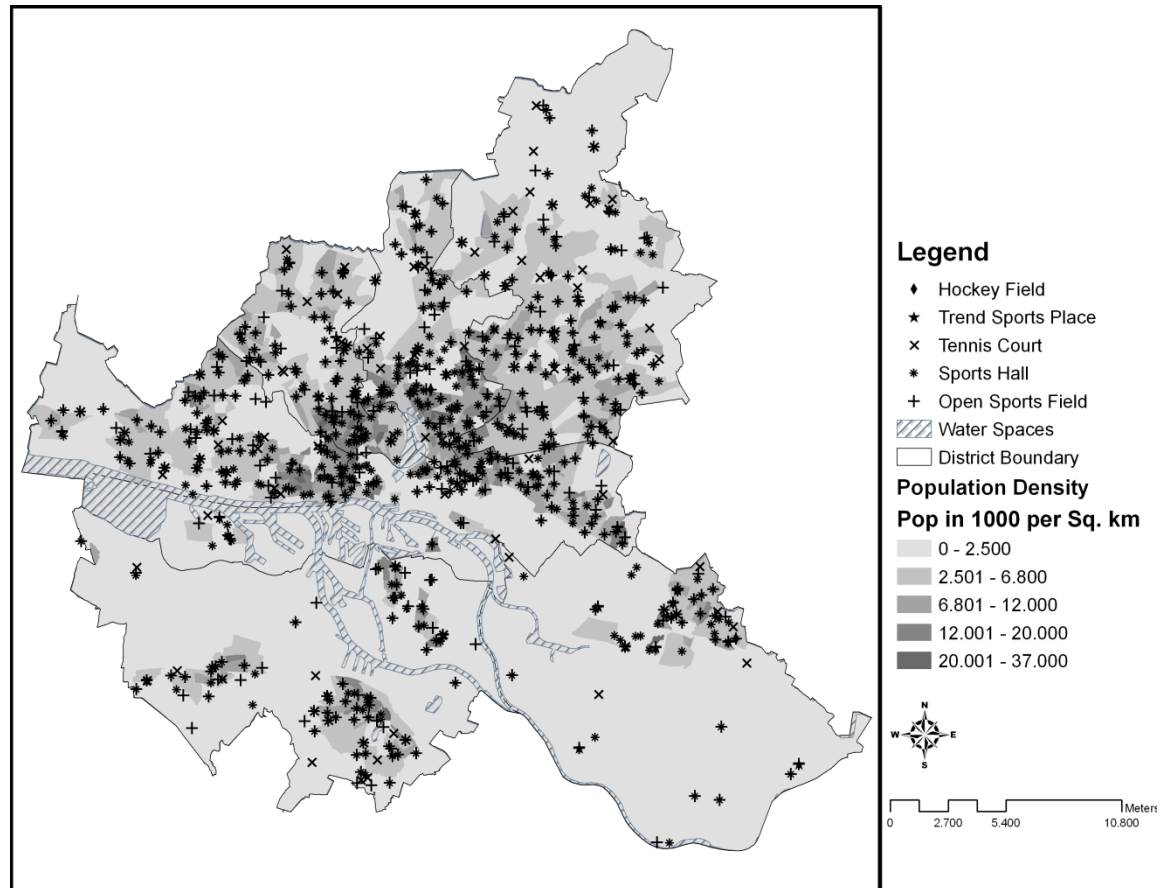 Legend
Hockey Field
Trend Sports Place
Tennis Court
Sports Hall
Open Sports Field
Water Spaces
District Boundary
Population Density
Pop in 1000 per Sq. km
0 - 2.500
2.501 - 6.800
6.801 - 12.000
12.001 - 20.000
20.001 - 37.000
N
W E
S
Meters
0 2.700 5.400 10.800